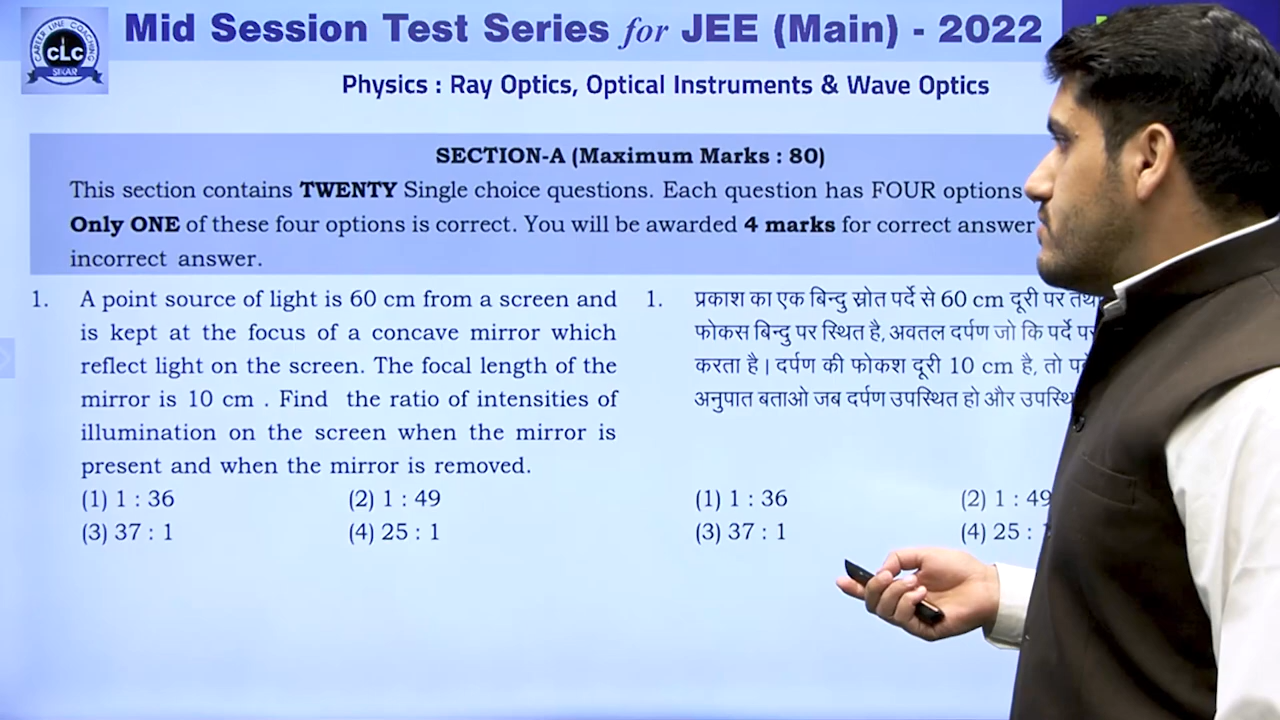 CAREER LINE COACHING
CLC
SIKAR
Mid Session Test Series for JEE (Main) - 2022
Physics : Ray Optics, Optical Instruments & Wave Optics
SECTION-A (Maximum Marks : 80)
This section contains TWENTY Single choice questions. Each question has FOUR options
Only ONE of these four options is correct. You will be awarded 4 marks for correct answer
incorrect answer.
1. A point source of light is 60 cm from a screen and
is kept at the focus of a concave mirror which
reflect light on the screen. The focal length of the
mirror is 10 cm . Find the ratio of intensities of
illumination on the screen when the mirror is
present and when the mirror is removed.
(1) 1 : 36 (2) 1 : 49
(3) 37 : 1 (4) 25 : 1
1. प्रकाश का एक बिन्दु स्रोत पर्दे से 60 cm दूरी पर तथा
फोकस बिन्दु पर स्थित है, अवतल दर्पण जो कि पर्दे पर
करता है। दर्पण की फोकश दूरी 10 cm है, तो
अनुपात बताओ जब दर्पण उपस्थित हो और
(1) 1 : 36 (2) 1 : 49
(3) 37 : 1 (4) 25 :